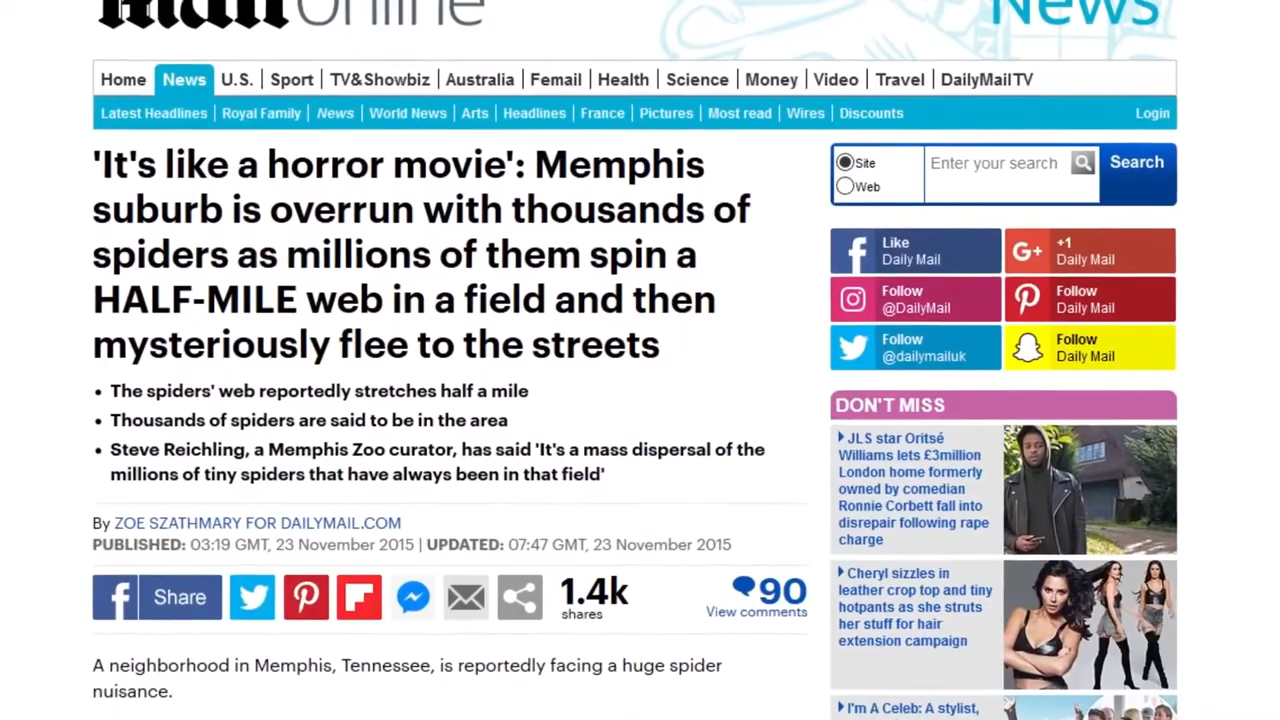 Mail Online
News
Home News U.S. Sport TV&Showbiz Australia Femail Health Science Money Video Travel DailyMailTV
Latest Headlines Royal Family News World News Arts Headlines France Pictures Most read Wires Discounts Login
'It's like a horror movie': Memphis
suburb is overrun with thousands of
spiders as millions of them spin a
HALF-MILE web in a field and then
mysteriously flee to the streets
• The spiders' web reportedly stretches half a mile
• Thousands of spiders are said to be in the area
• Steve Reichling, a Memphis Zoo curator, has said 'It's a mass dispersal of the
millions of tiny spiders that have always been in that field'
By ZOE SZATHMARY FOR DAILYMAIL.COM
PUBLISHED: 03:19 GMT, 23 November 2015 | UPDATED: 07:47 GMT, 23 November 2015
Share
1.4k
shares
90
View comments
A neighborhood in Memphis, Tennessee, is reportedly facing a huge spider
nuisance.
Site
Web
Enter your search
Search
Like
Daily Mail
G+
+1
Daily Mail
Follow
@DailyMail
Follow
Daily Mail
Follow
@dailymailuk
Follow
Daily Mail
DON'T MISS
JLS star Oritsé
Williams lets £3million
London home formerly
owned by comedian
Ronnie Corbett fall into
disrepair following rape
charge
Cheryl sizzles in
leather crop top and tiny
hotpants as she struts
her stuff for hair
extension campaign
I'm A Celeb: A stylist,